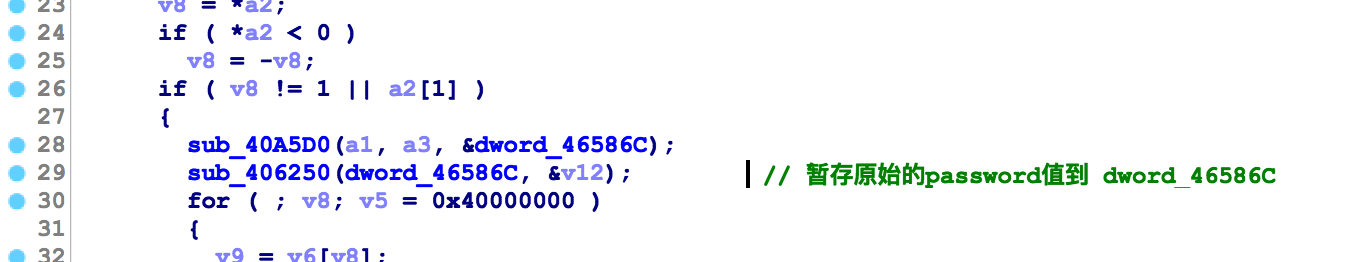 23 v8 = *a2;
24 if ( *a2 < 0 )
25 v8 = -v8;
26 if ( v8 != 1 || a2[1] )
27 {
28 sub_40A5D0(a1, a3, &dword_46586C);
29 sub_406250(dword_46586C, &v12); // 暂存原始的password值到 dword_46586C
30 for ( ; v8; v5 = 0x40000000 )
31 {
32 v9 = v6[v8];